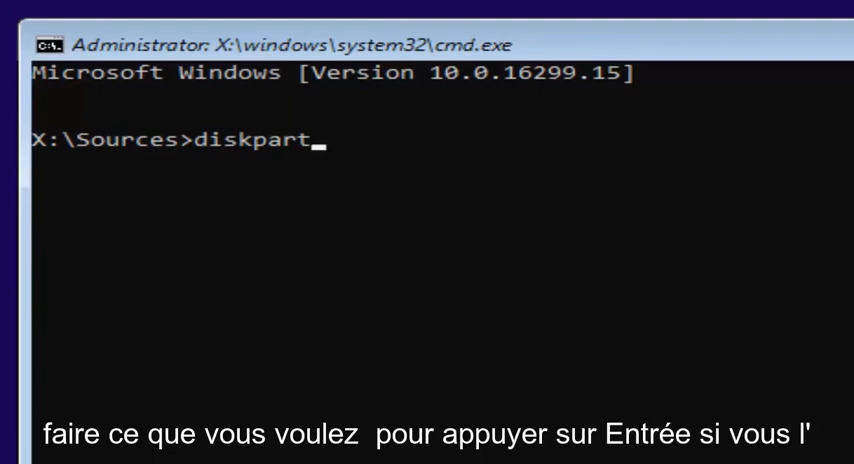 Administrator: X:\windows\system32\cmd.exe
Microsoft Windows [Version 10.0.16299.15]
X:\Sources>diskpart
faire ce que vous voulez pour appuyer sur Entrée si vous l'